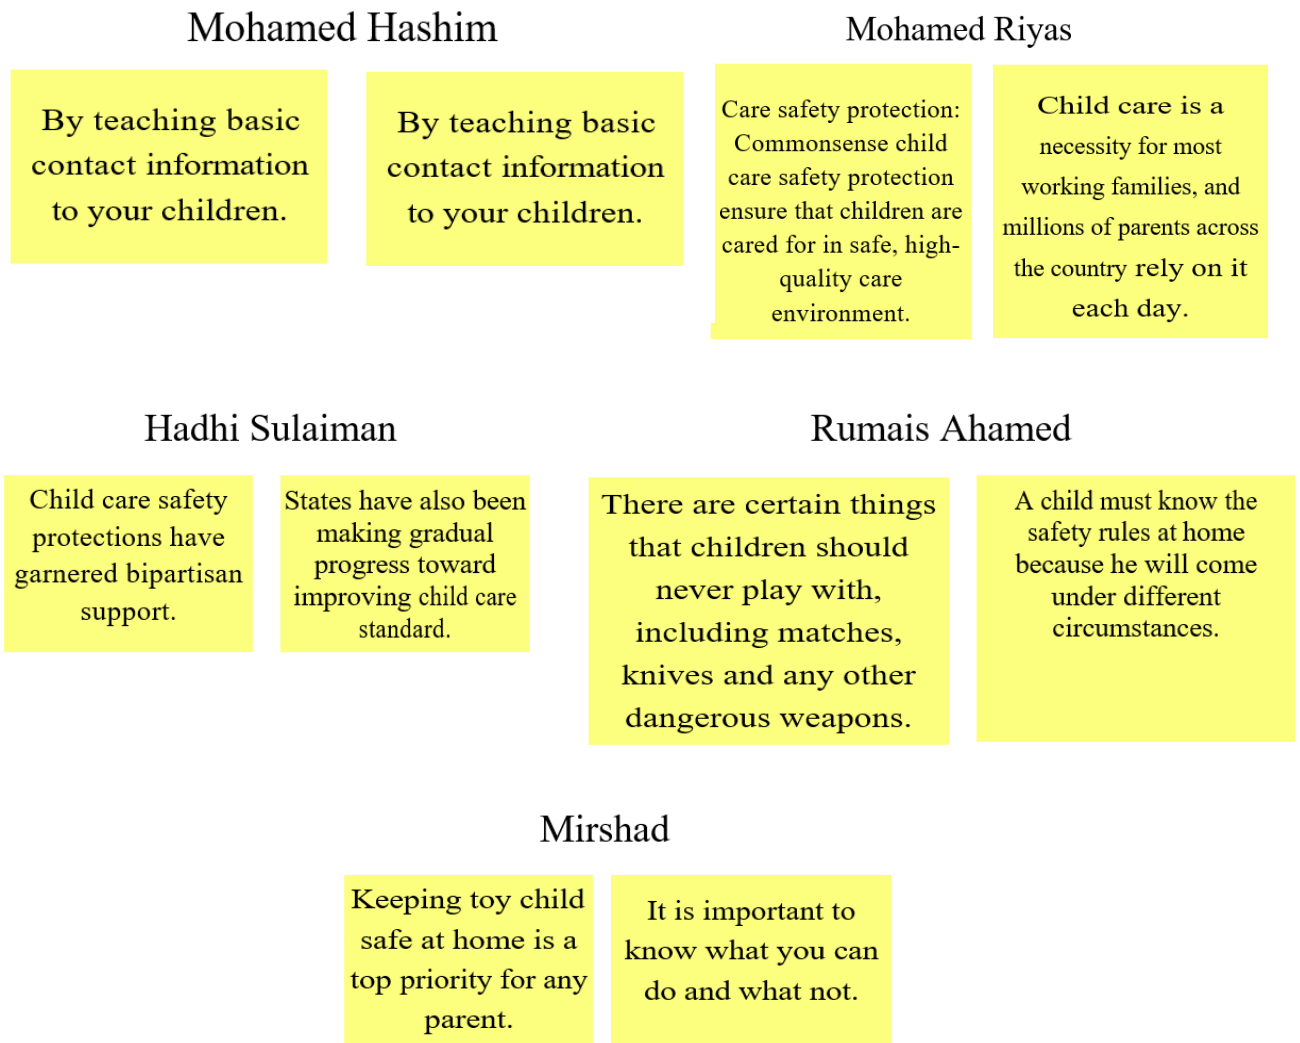 Mohamed Hashim
By teaching basic
contact information
to your children.
By teaching basic
contact information
to your children.
Mohamed Riyas
Care safety protection:
Commonsense child
care safety protection
ensure that children are
cared for in safe, high-
quality care
environment.
Child care is a
necessity for most
working families, and
millions of parents across
the country rely on it
each day.
Hadhi Sulaiman
Child care safety
protections have
garnered bipartisan
support.
States have also been
making gradual
progress toward
improving child care
standard.
Rumais Ahamed
There are certain things
that children should
never play with,
including matches,
knives and any other
dangerous weapons.
A child must know the
safety rules at home
because he will come
under different
circumstances.
Mirshad
Keeping toy child
safe at home is a
top priority for any
parent.
It is important to
know what you can
do and what not.